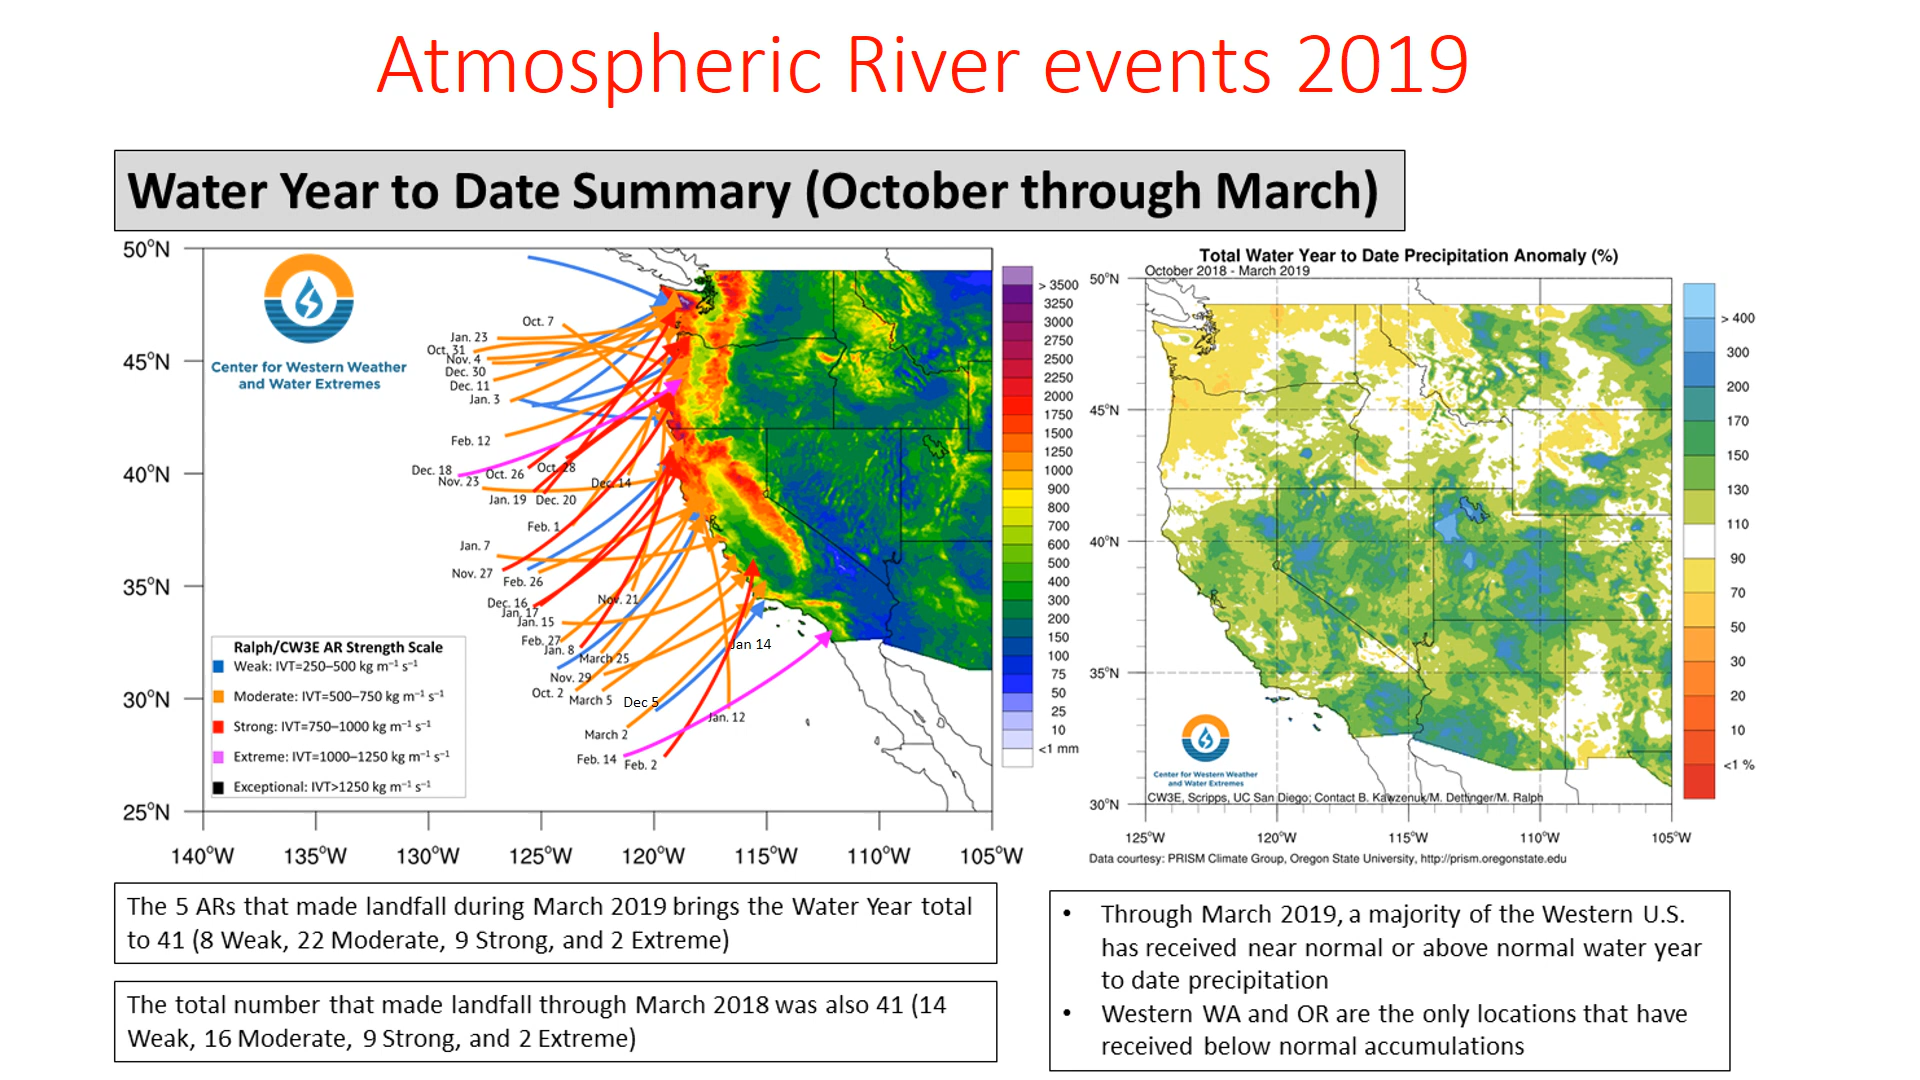 Atmospheric River events 2019
Water Year to Date Summary (October through March)
50°N
45°N
40°N
35°N
30°N
25°N
140°W
135°W
130°W
125°W
120°W
115°W
110°W
105°W
Center for Western Weather
and Water Extremes
Oct. 7
Jan. 23
Oct. 31
Nov. 4
Dec. 30
Dec. 11
Jan. 3
Feb. 12
Dec. 18
Nov. 23
Oct. 26
Oct. 28
Jan. 19
Dec. 20
Dec. 14
Feb. 1
Jan. 7
Nov. 27
Feb. 26
Dec. 16
Jan. 17
Nov. 21
Jan. 15
Feb. 27
Jan. 8
March 25
Jan 14
Nov. 29
Oct. 2
March 5
Dec 5
Jan. 12
March 2
Feb. 14
Feb. 2
Ralph/CW3E AR Strength Scale
Weak: IVT=250–500 kg m⁻¹ s⁻¹
Moderate: IVT=500–750 kg m⁻¹ s⁻¹
Strong: IVT=750–1000 kg m⁻¹ s⁻¹
Extreme: IVT=1000–1250 kg m⁻¹ s⁻¹
Exceptional: IVT>1250 kg m⁻¹ s⁻¹
> 3500
3250
3000
2750
2500
2250
2000
1750
1500
1250
1000
900
800
700
600
500
400
300
200
150
100
75
50
25
10
<1 mm
Total Water Year to Date Precipitation Anomaly (%)
October 2018 - March 2019
50°N
45°N
40°N
35°N
30°N
125°W
120°W
115°W
110°W
105°W
Center for Western Weather
and Water Extremes
CW3E, Scripps, UC San Diego; Contact B. Kawzenuk/M. Dettinger/M. Ralph
Data courtesy: PRISM Climate Group, Oregon State University, http://prism.oregonstate.edu
> 400
300
200
170
150
130
110
90
70
50
30
20
10
<1 %
The 5 ARs that made landfall during March 2019 brings the Water Year total
to 41 (8 Weak, 22 Moderate, 9 Strong, and 2 Extreme)
The total number that made landfall through March 2018 was also 41 (14
Weak, 16 Moderate, 9 Strong, and 2 Extreme)
• Through March 2019, a majority of the Western U.S.
has received near normal or above normal water year
to date precipitation
• Western WA and OR are the only locations that have
received below normal accumulations